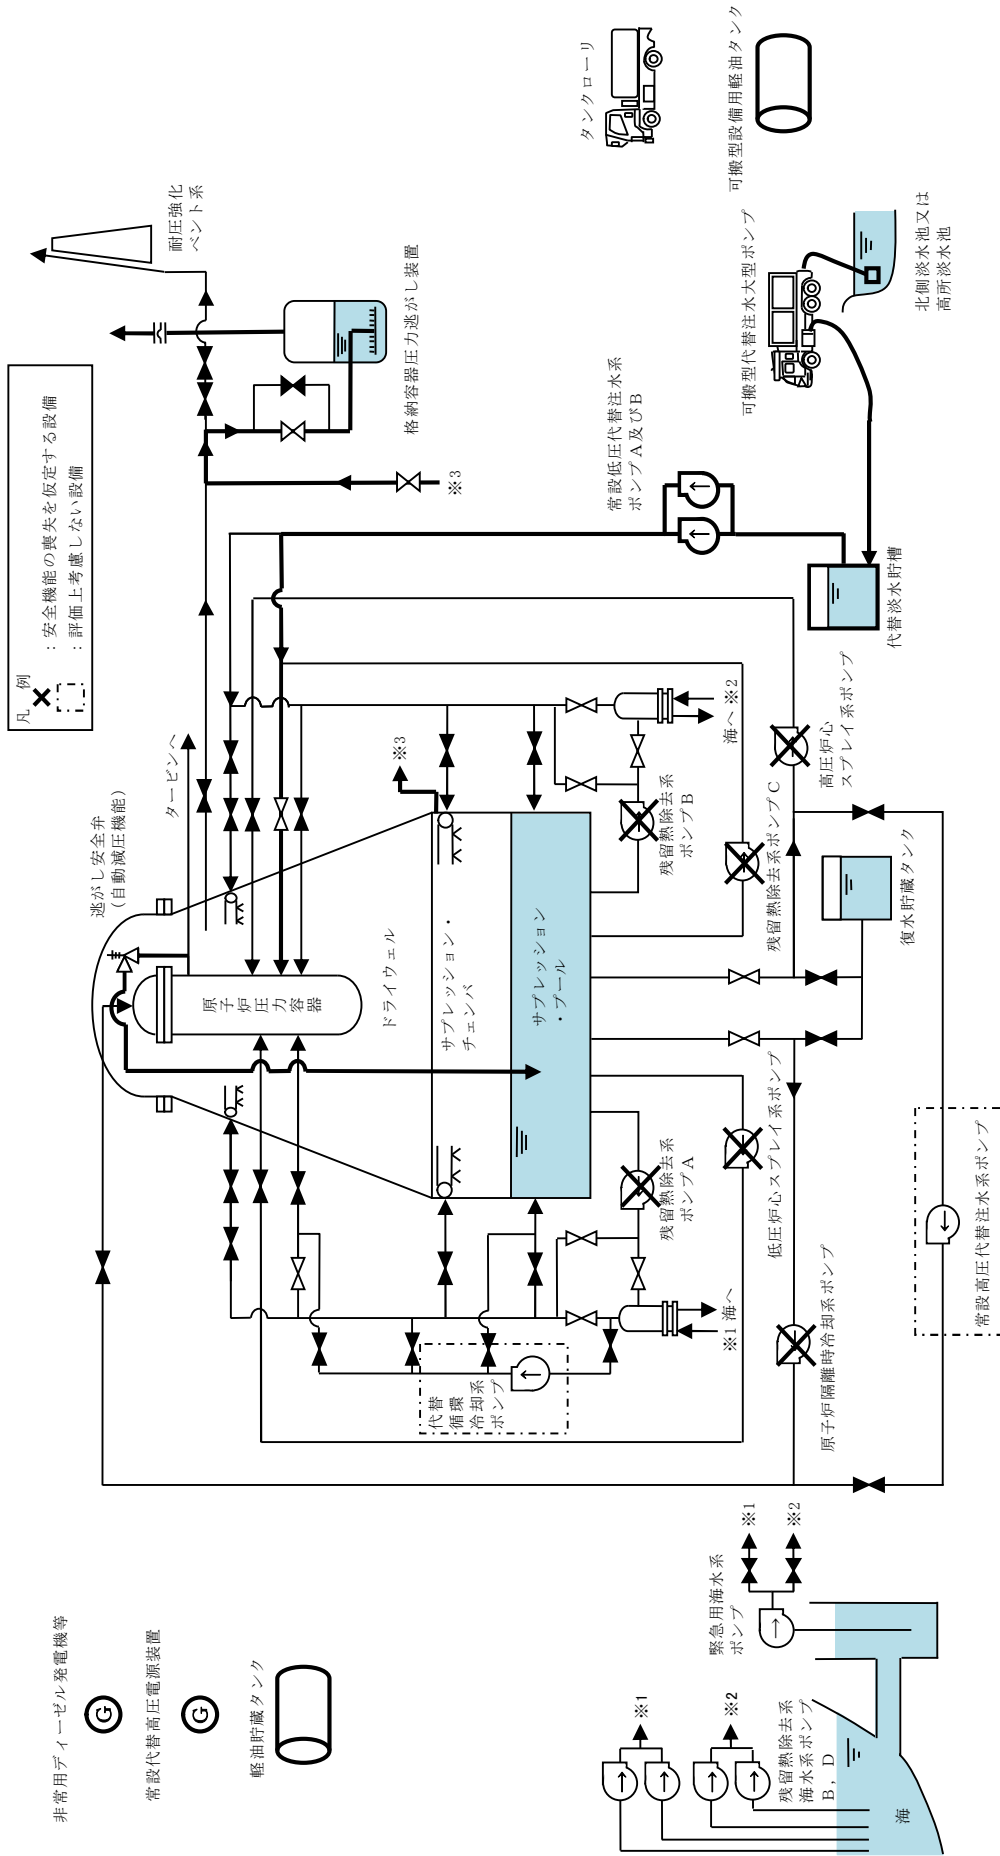 凡　例
：安全機能の喪失を仮定する設備
：評価上考慮しない設備
非常用ディーゼル発電機等
G
常設代替高圧電源装置
G
軽油貯蔵タンク
逃がし安全弁
（自動減圧機能）
タービンへ
原子炉圧力容器
ドライウェル
サプレッション・
チェンバ
サプレッション
・プール
※3
耐圧強化
ベント系
格納容器圧力逃がし装置
※3
タンクローリ
可搬型設備用軽油タンク
可搬型代替注水大型ポンプ
北側淡水池又は
高所淡水池
常設低圧代替注水系
ポンプA及びB
代替淡水貯槽
代替
循環
冷却系
ポンプ
残留熱除去系
ポンプA
※1 海へ
残留熱除去系
ポンプB
海へ ※2
低圧炉心スプレイ系ポンプ
残留熱除去系ポンプC
高圧炉心
スプレイ系ポンプ
原子炉隔離時冷却系ポンプ
復水貯蔵タンク
常設高圧代替注水系ポンプ
緊急用海水系
ポンプ
※1
※2
※1
※2
残留熱除去系
海水系ポンプ
B，D
海